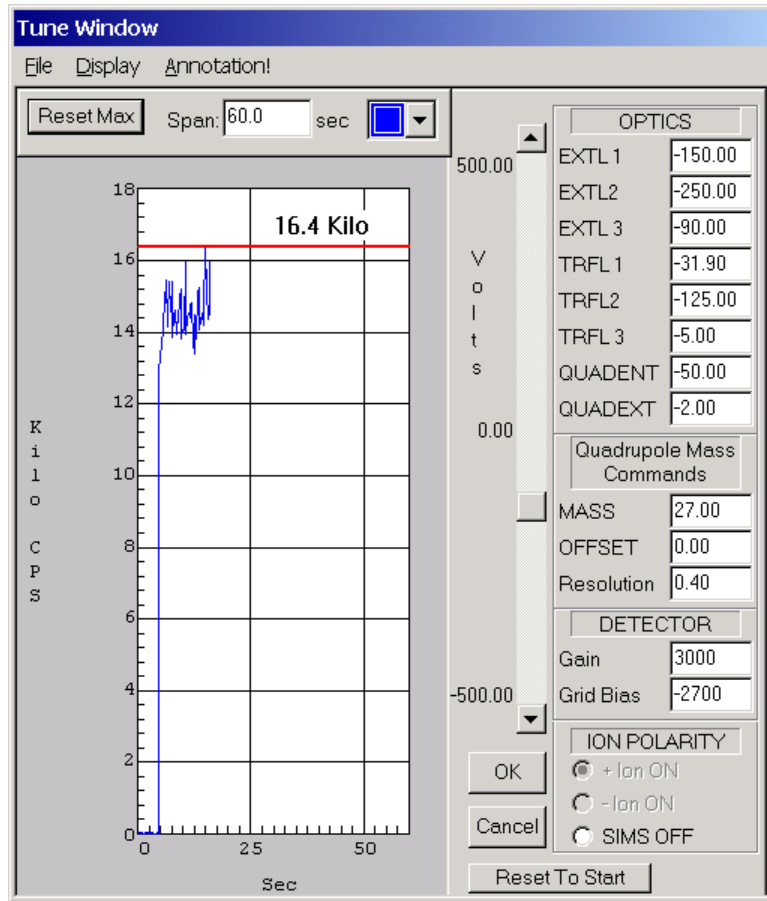 Tune Window
File Display Annotation!
Reset Max Span: 60.0 sec
18
16
14
12
10
8
6
4
2
0
16.4 Kilo
Kilo CPS
0 25 50
Sec
500.00
Volts
0.00
-500.00
OK
Cancel
Reset To Start
OPTICS
EXTL 1 -150.00
EXTL2 -250.00
EXTL 3 -90.00
TRFL 1 -31.90
TRFL2 -125.00
TRFL 3 -5.00
QUADENT -50.00
QUADEXT -2.00
Quadrupole Mass
Commands
MASS 27.00
OFFSET 0.00
Resolution 0.40
DETECTOR
Gain 3000
Grid Bias -2700
ION POLARITY
+ Ion ON
- Ion ON
SIMS OFF